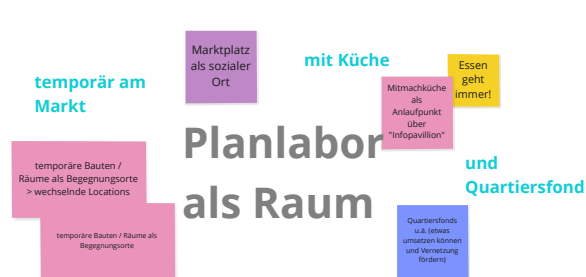 temporär am
Markt
Marktplatz
als sozialer
Ort
mit Küche
Essen
geht
immer!
Mitmachküche
als
Anlaufpunkt
über
"Infopavillion"
Planlabor
als Raum
temporäre Bauten /
Räume als Begegnungsorte
> wechselnde Locations
temporäre Bauten / Räume als
Begegnungsorte
und
Quartiersfond
Quartiersfonds
u.ä. (etwas
umsetzen können
und Vernetzung
fördern)